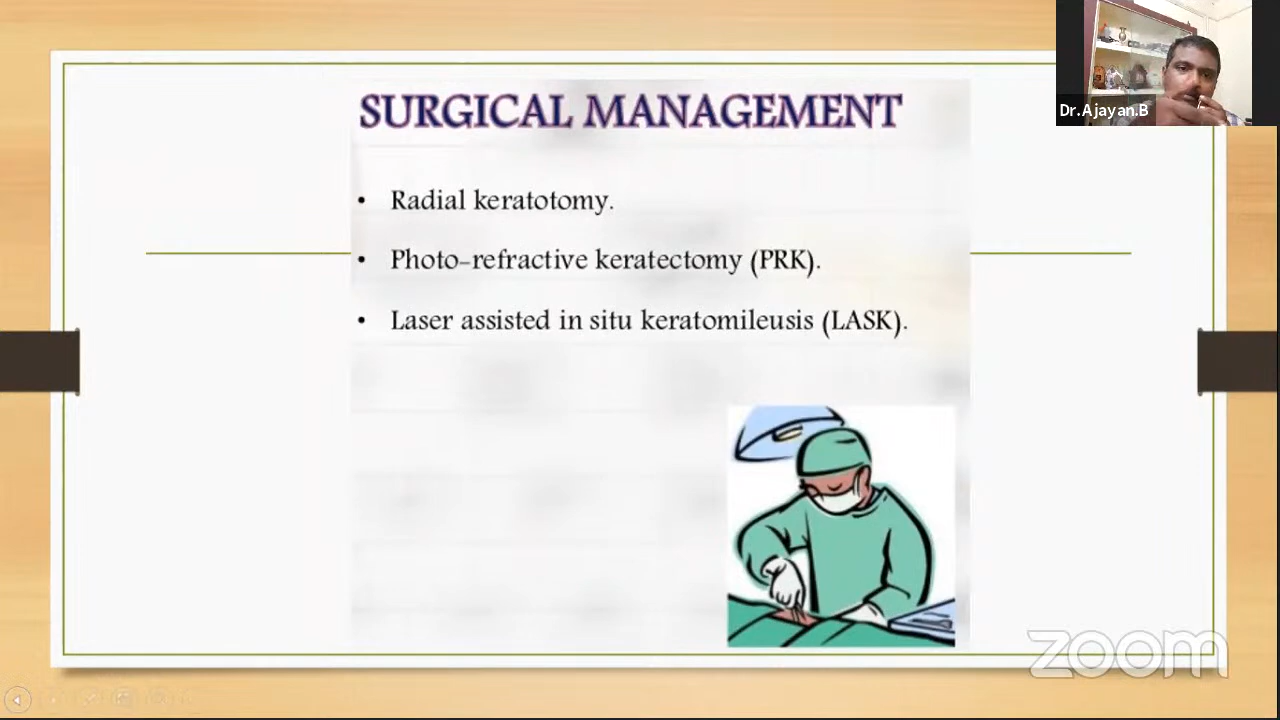 SURGICAL MANAGEMENT
• Radial keratotomy.
• Photo-refractive keratectomy (PRK).
• Laser assisted in situ keratomileusis (LASK).
Dr.Ajayan.B
zoom